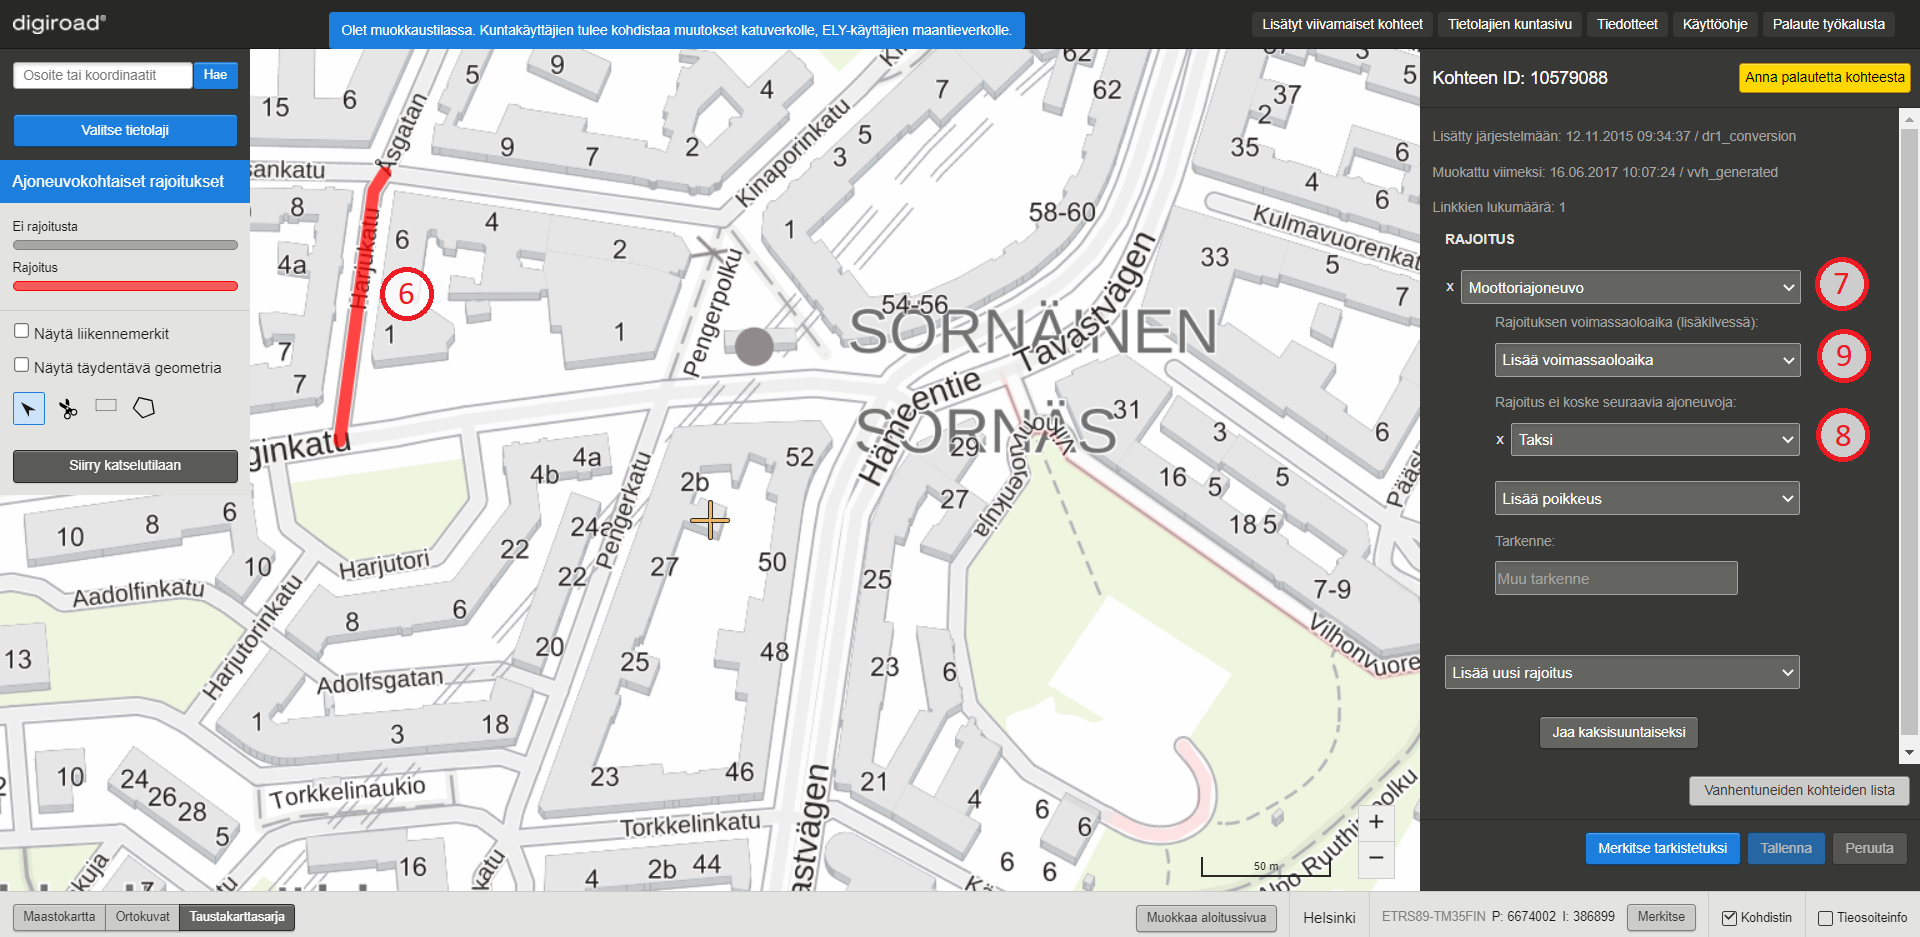 digiroad®
Olet muokkaustilassa. Kuntakäyttäjien tulee kohdistaa muutokset katuverkolle, ELY-käyttäjien maantieverkolle.
Lisätyt viivamaiset kohteet
Tietolajien kuntasivu
Tiedotteet
Käyttöohje
Palaute työkalusta
Osoite tai koordinaatit
Hae
Valitse tietolaji
Ajoneuvokohtaiset rajoitukset
Ei rajoitusta
Rajoitus
Näytä liikennemerkit
Näytä täydentävä geometria
Siirry katselutilaan
15
6
5
9
4
7
62
5
37
2
Åsgatan
9
7
2
Kinaporinkatu
5
3
35
6
4
6
sankatu
8
Harjukatu
6
4
2
1
58-60
Kulmavuorenkat
33
5
7
4a
6
1
1
Pengerpolku
54-56
SÖRNÄINEN
Tavastvägen
7
7
ginkatu
Hämeentie
SÖRNÄS
31
29
3
6
4b
4a
52
2b
27
16
5
5
18
5
Pääsk
10
8
6
24a
Pengerkatu
22
22
27
50
25
10
Harjutori
Aadolfinkatu
Harjutorinkatu
8
6
20
25
48
23
6
7-9
Vilhonvuore
13
Adolfsgatan
1
3
18
10
24
26
28
5
Torkkelinaukio
23
46
21
4
6
6
Torkkelinkatu
16
4
2b
44
6
6
50 m
+
−
Kohteen ID: 10579088
Anna palautetta kohteesta
Lisätty järjestelmään: 12.11.2015 09:34:37 / dr1_conversion
Muokattu viimeksi: 16.06.2017 10:07:24 / vvh_generated
Linkkien lukumäärä: 1
RAJOITUS
x Moottoriajoneuvo
7
Rajoituksen voimassaoloaika (lisäkilvessä):
Lisää voimassaoloaika
9
Rajoitus ei koske seuraavia ajoneuvoja:
x Taksi
8
Lisää poikkeus
Tarkenne:
Muu tarkenne
Lisää uusi rajoitus
Jaa kaksisuuntaiseksi
Vanhentuneiden kohteiden lista
Merkitse tarkistetuksi
Tallenna
Peruuta
Maastokartta
Ortokuvat
Taustakarttasarja
Muokkaa aloitussivua
Helsinki
ETRS89-TM35FIN P: 6674002 I: 386899
Merkitse
Kohdistin
Tieosoiteinfo